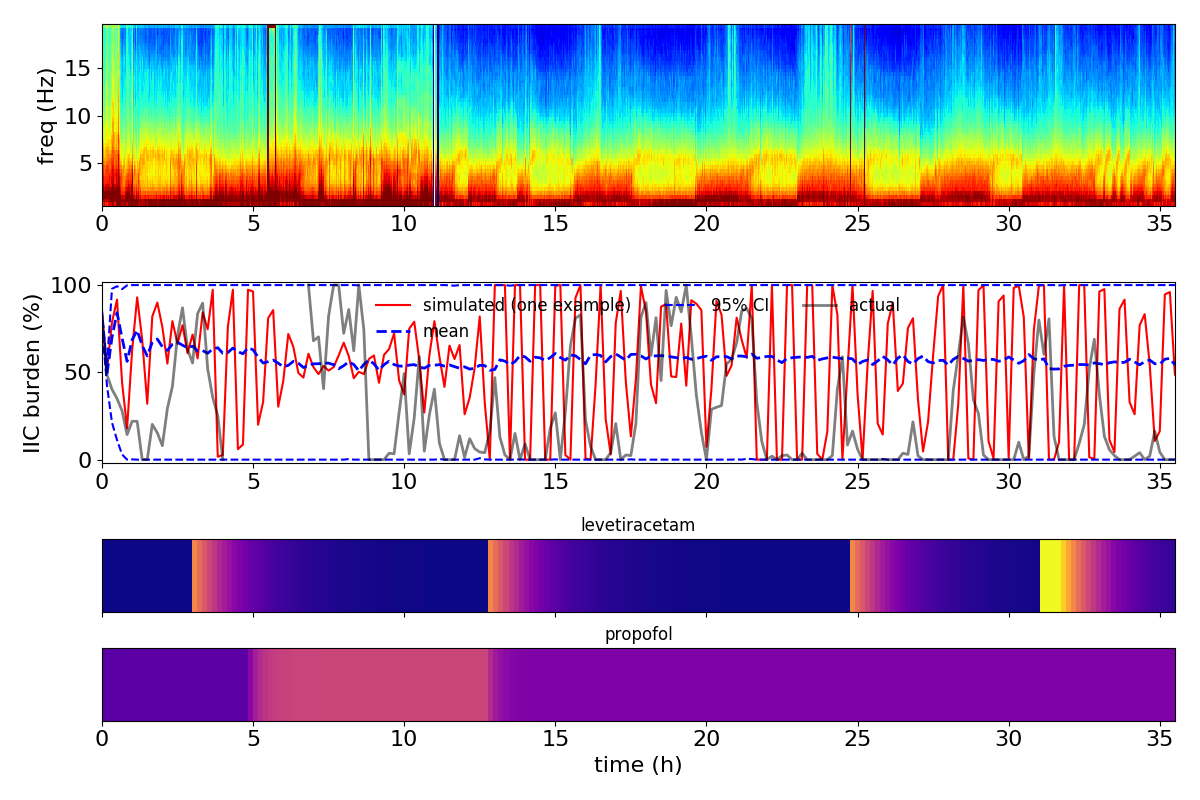 freq (Hz)
15
10
5
0 5 10 15 20 25 30 35
IIC burden (%)
100
50
0
simulated (one example) 95% CI actual
mean
0 5 10 15 20 25 30 35
levetiracetam
propofol
0 5 10 15 20 25 30 35
time (h)